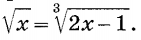 √x = ∛(2x−1).